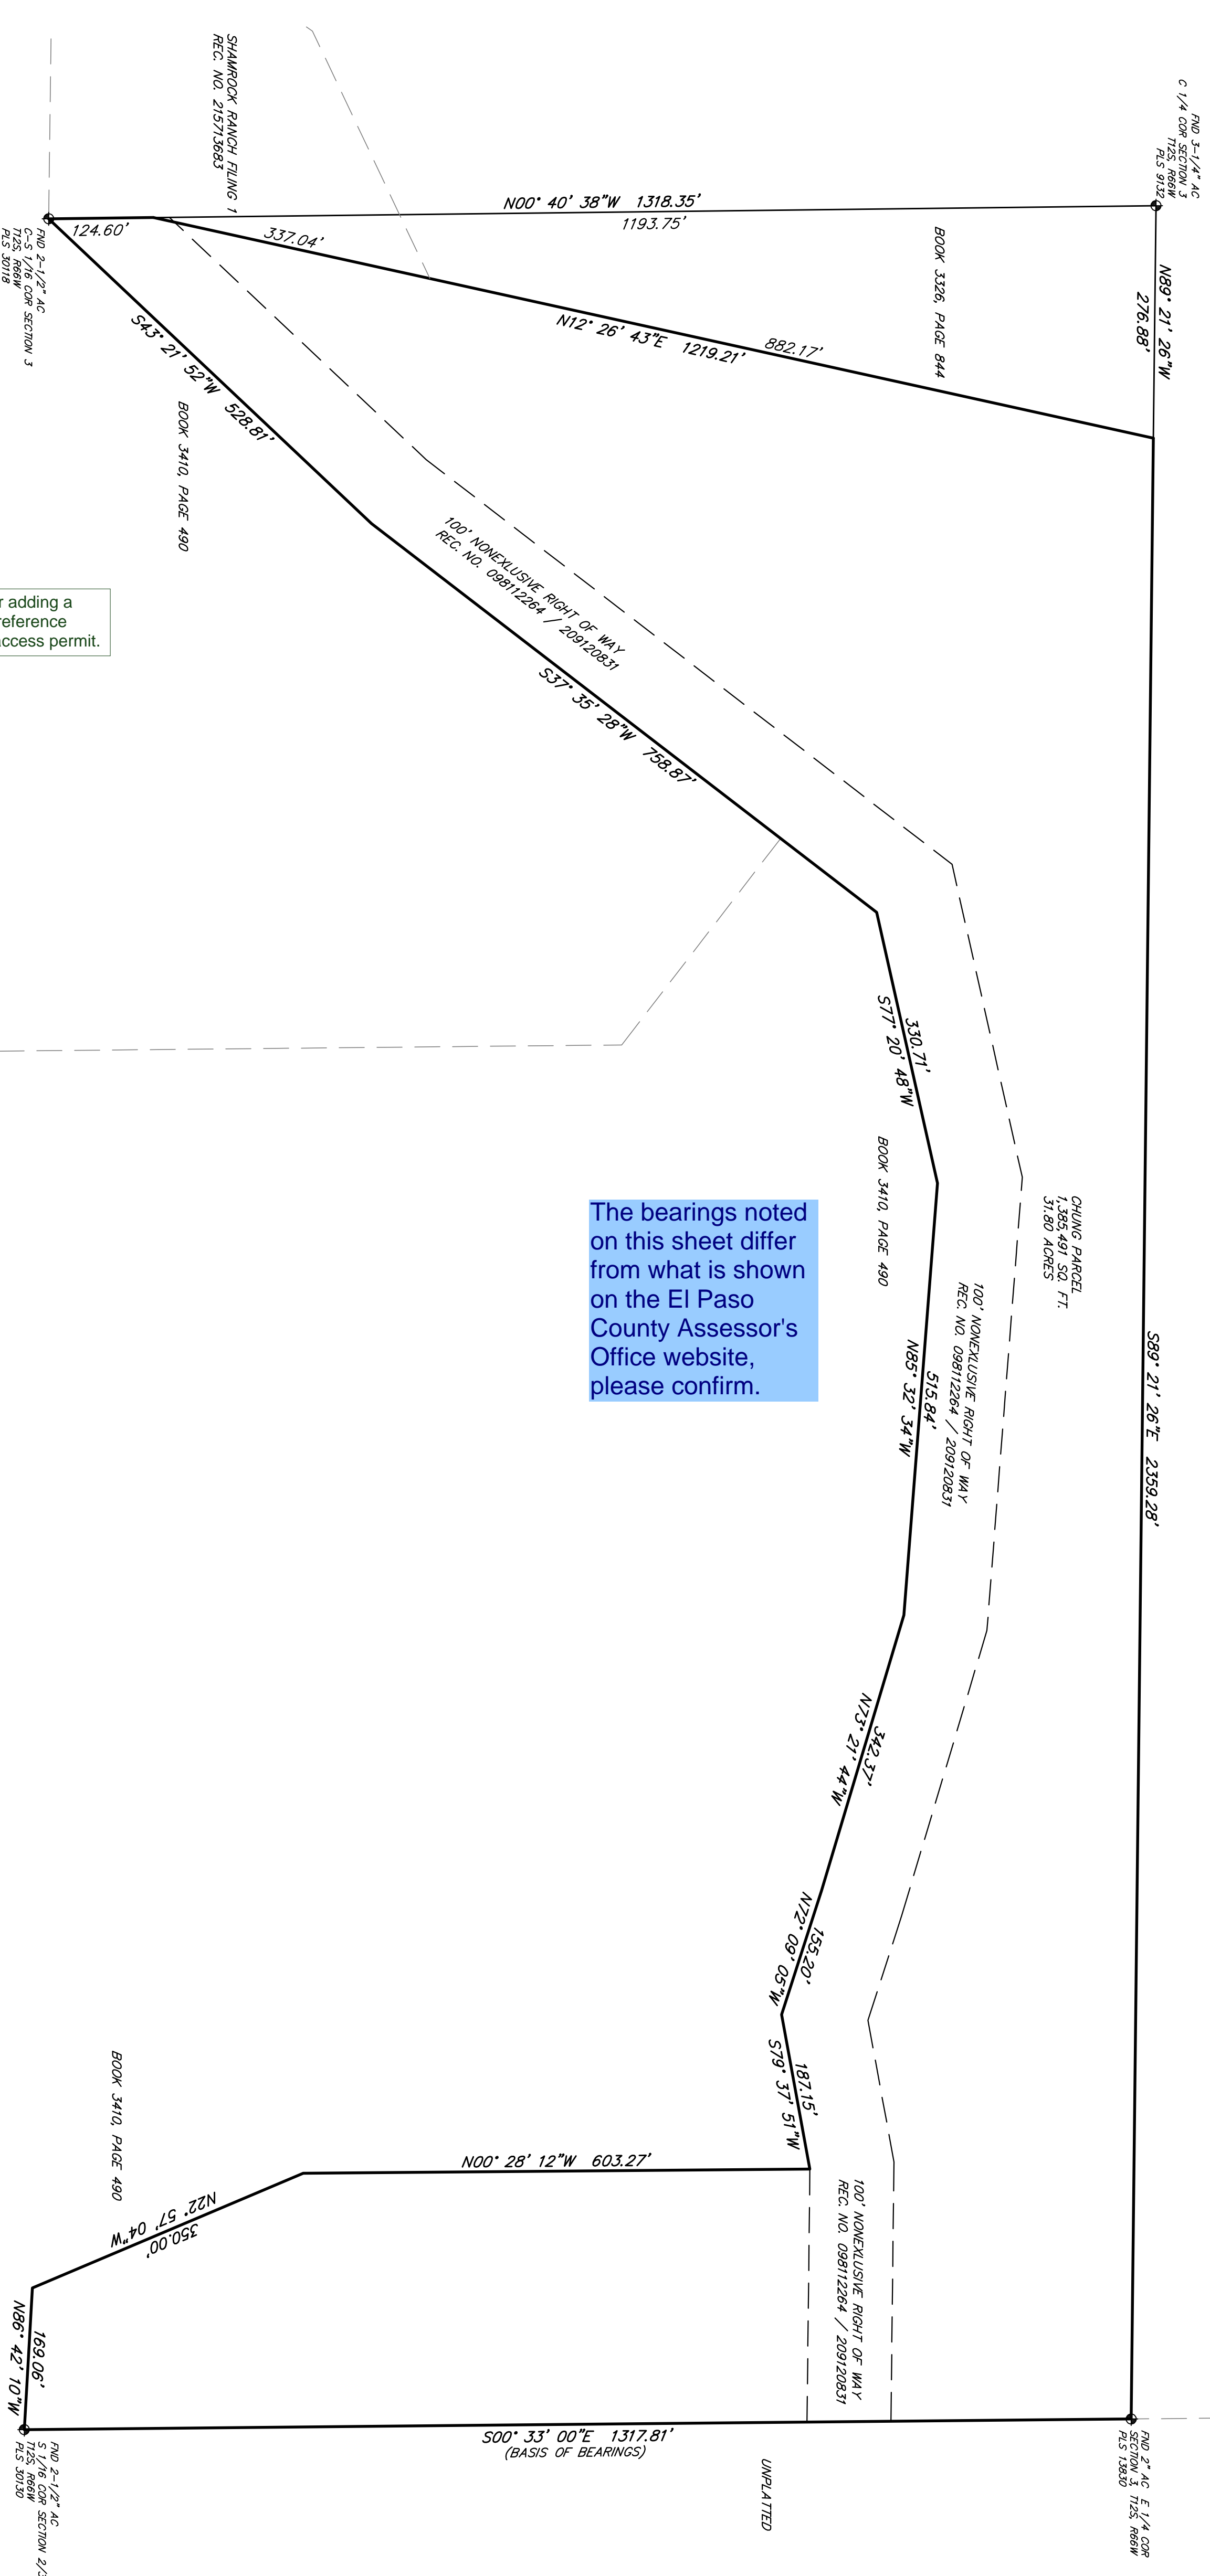 FND 3-1/4" AC
C 1/4 COR SECTION 3
T12S, R66W
PLS 9132
SHAMROCK RANCH FILING 1
REC. NO. 215713683
N00° 40' 38"W 1318.35'
1193.75'
N89° 21' 26"W
276.88'
BOOK 3326, PAGE 844
124.60'
337.04'
FND 2-1/2" AC
C-S 1/16 COR SECTION 3
T12S, R66W
PLS 30118
N12° 26' 43"E 1219.21'
882.17'
S43° 21' 52"W 528.81'
BOOK 3410, PAGE 490
100' NONEXLUSIVE RIGHT OF WAY
REC. NO. 098112264 / 209120831
r adding a
reference
access permit.
S37° 35' 28"W 758.87'
330.71'
S77° 20' 48"W
BOOK 3410, PAGE 490
CHUNG PARCEL
1,385,491 SQ. FT.
31.80 ACRES
The bearings noted
on this sheet differ
from what is shown
on the El Paso
County Assessor's
Office website,
please confirm.
100' NONEXLUSIVE RIGHT OF WAY
REC. NO. 098112264 / 209120831
S89° 21' 26"E 2359.28'
515.84'
N85° 32' 34"W
342.37'
N73° 21' 44"W
155.20'
N72° 09' 05"W
187.15'
S79° 37' 51"W
BOOK 3410, PAGE 490
N00° 28' 12"W 603.27'
N22° 57' 04"W
350.00'
100' NONEXLUSIVE RIGHT OF WAY
REC. NO. 098112264 / 209120831
169.06'
N86° 42' 10"W
S00° 33' 00"E 1317.81'
(BASIS OF BEARINGS)
UNPLATTED
FND 2" AC E 1/4 COR
SECTION 3, T12S, R66W
PLS 13830
FND 2-1/2" AC
S 1/16 COR SECTION 2/3
T12S, R66W
PLS 30130